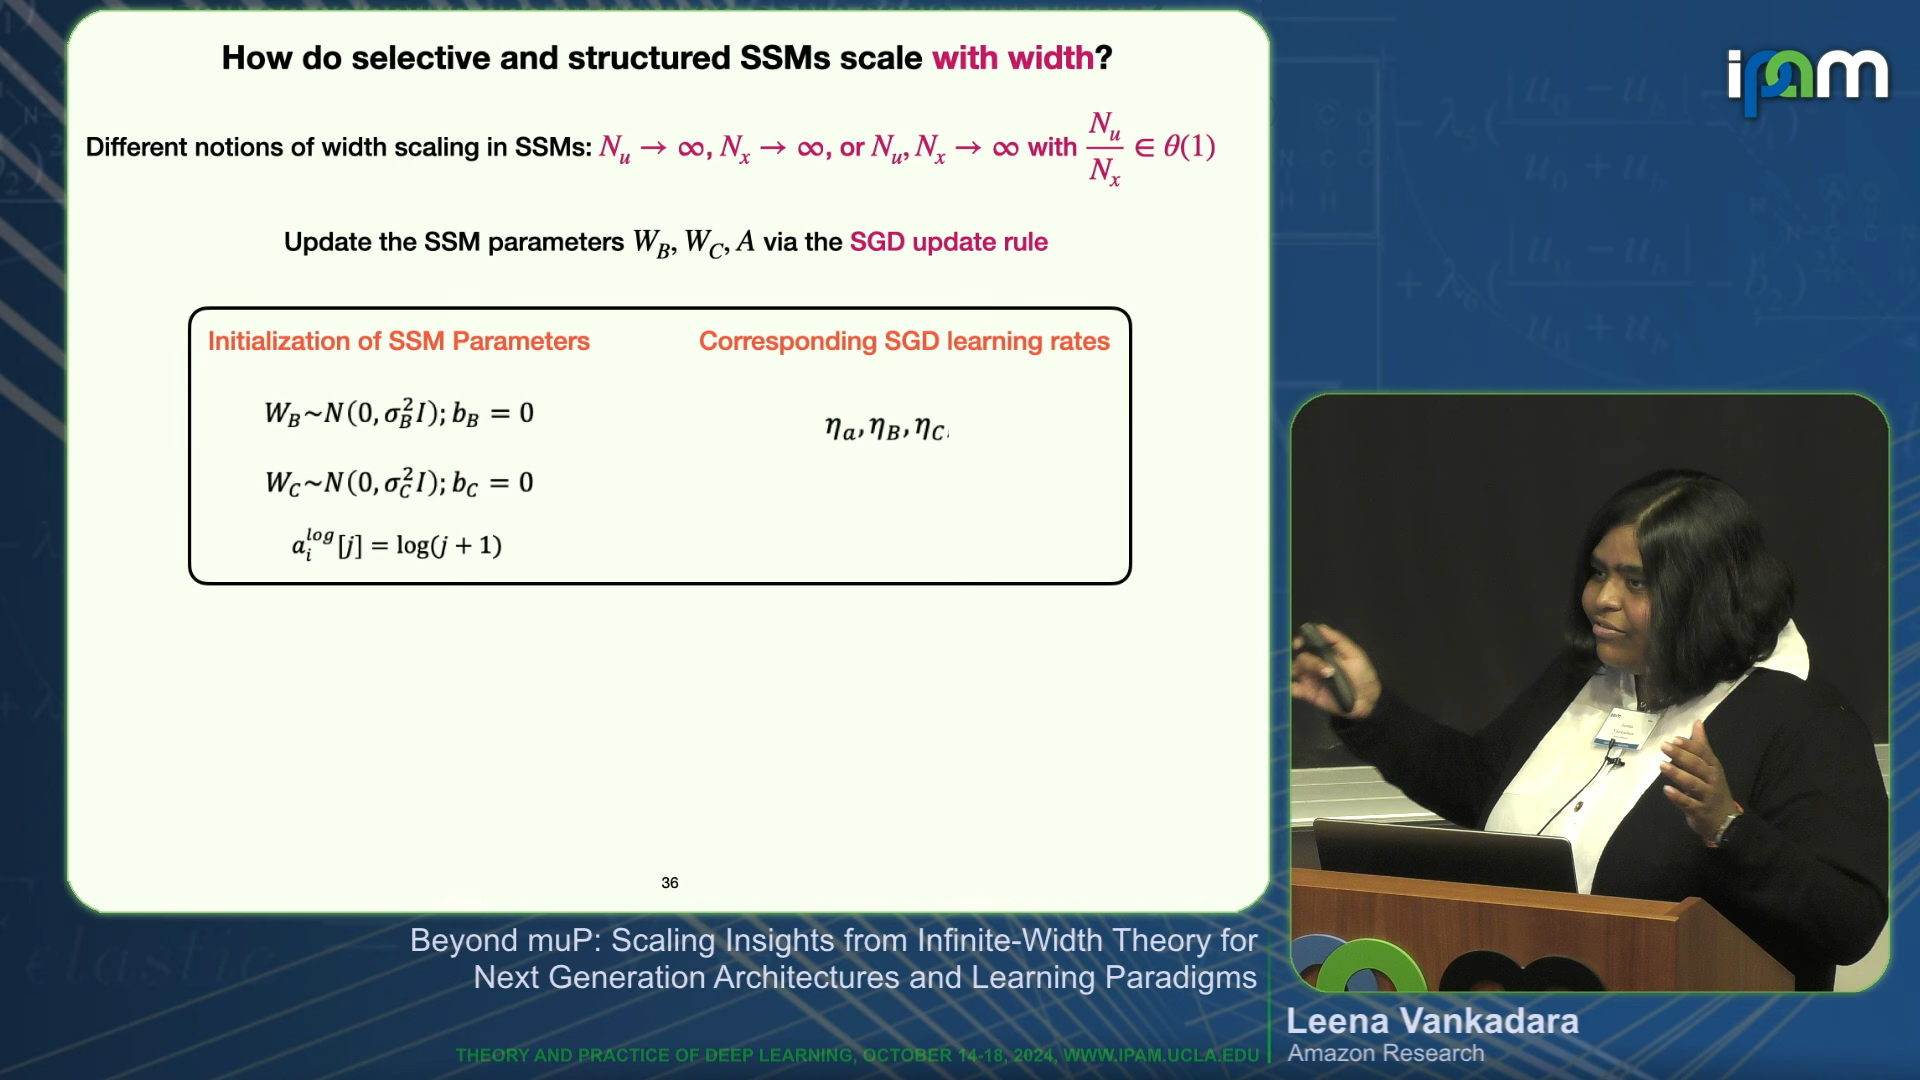 How do selective and structured SSMs scale with width?
ipam
Different notions of width scaling in SSMs: N_u → ∞, N_x → ∞, or N_u, N_x → ∞ with N_u/N_x ∈ θ(1)
Update the SSM parameters W_B, W_C, A via the SGD update rule
Initialization of SSM Parameters
Corresponding SGD learning rates
W_B~N(0, σ_B^2 I); b_B = 0
η_a, η_B, η_C.
W_C~N(0, σ_C^2 I); b_C = 0
a_i^{log}[j] = log(j + 1)
36
Beyond muP: Scaling Insights from Infinite-Width Theory for
Next Generation Architectures and Learning Paradigms
Leena Vankadara
Amazon Research
THEORY AND PRACTICE OF DEEP LEARNING, OCTOBER 14-18, 2024, WWW.IPAM.UCLA.EDU
elastic